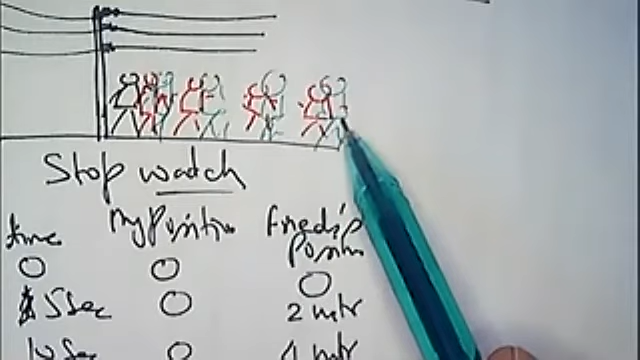 Stop watch
time My Position Friend's Position
0 0 0
5 Sec 0 2 mtr
10 Sec 0 4 mtr